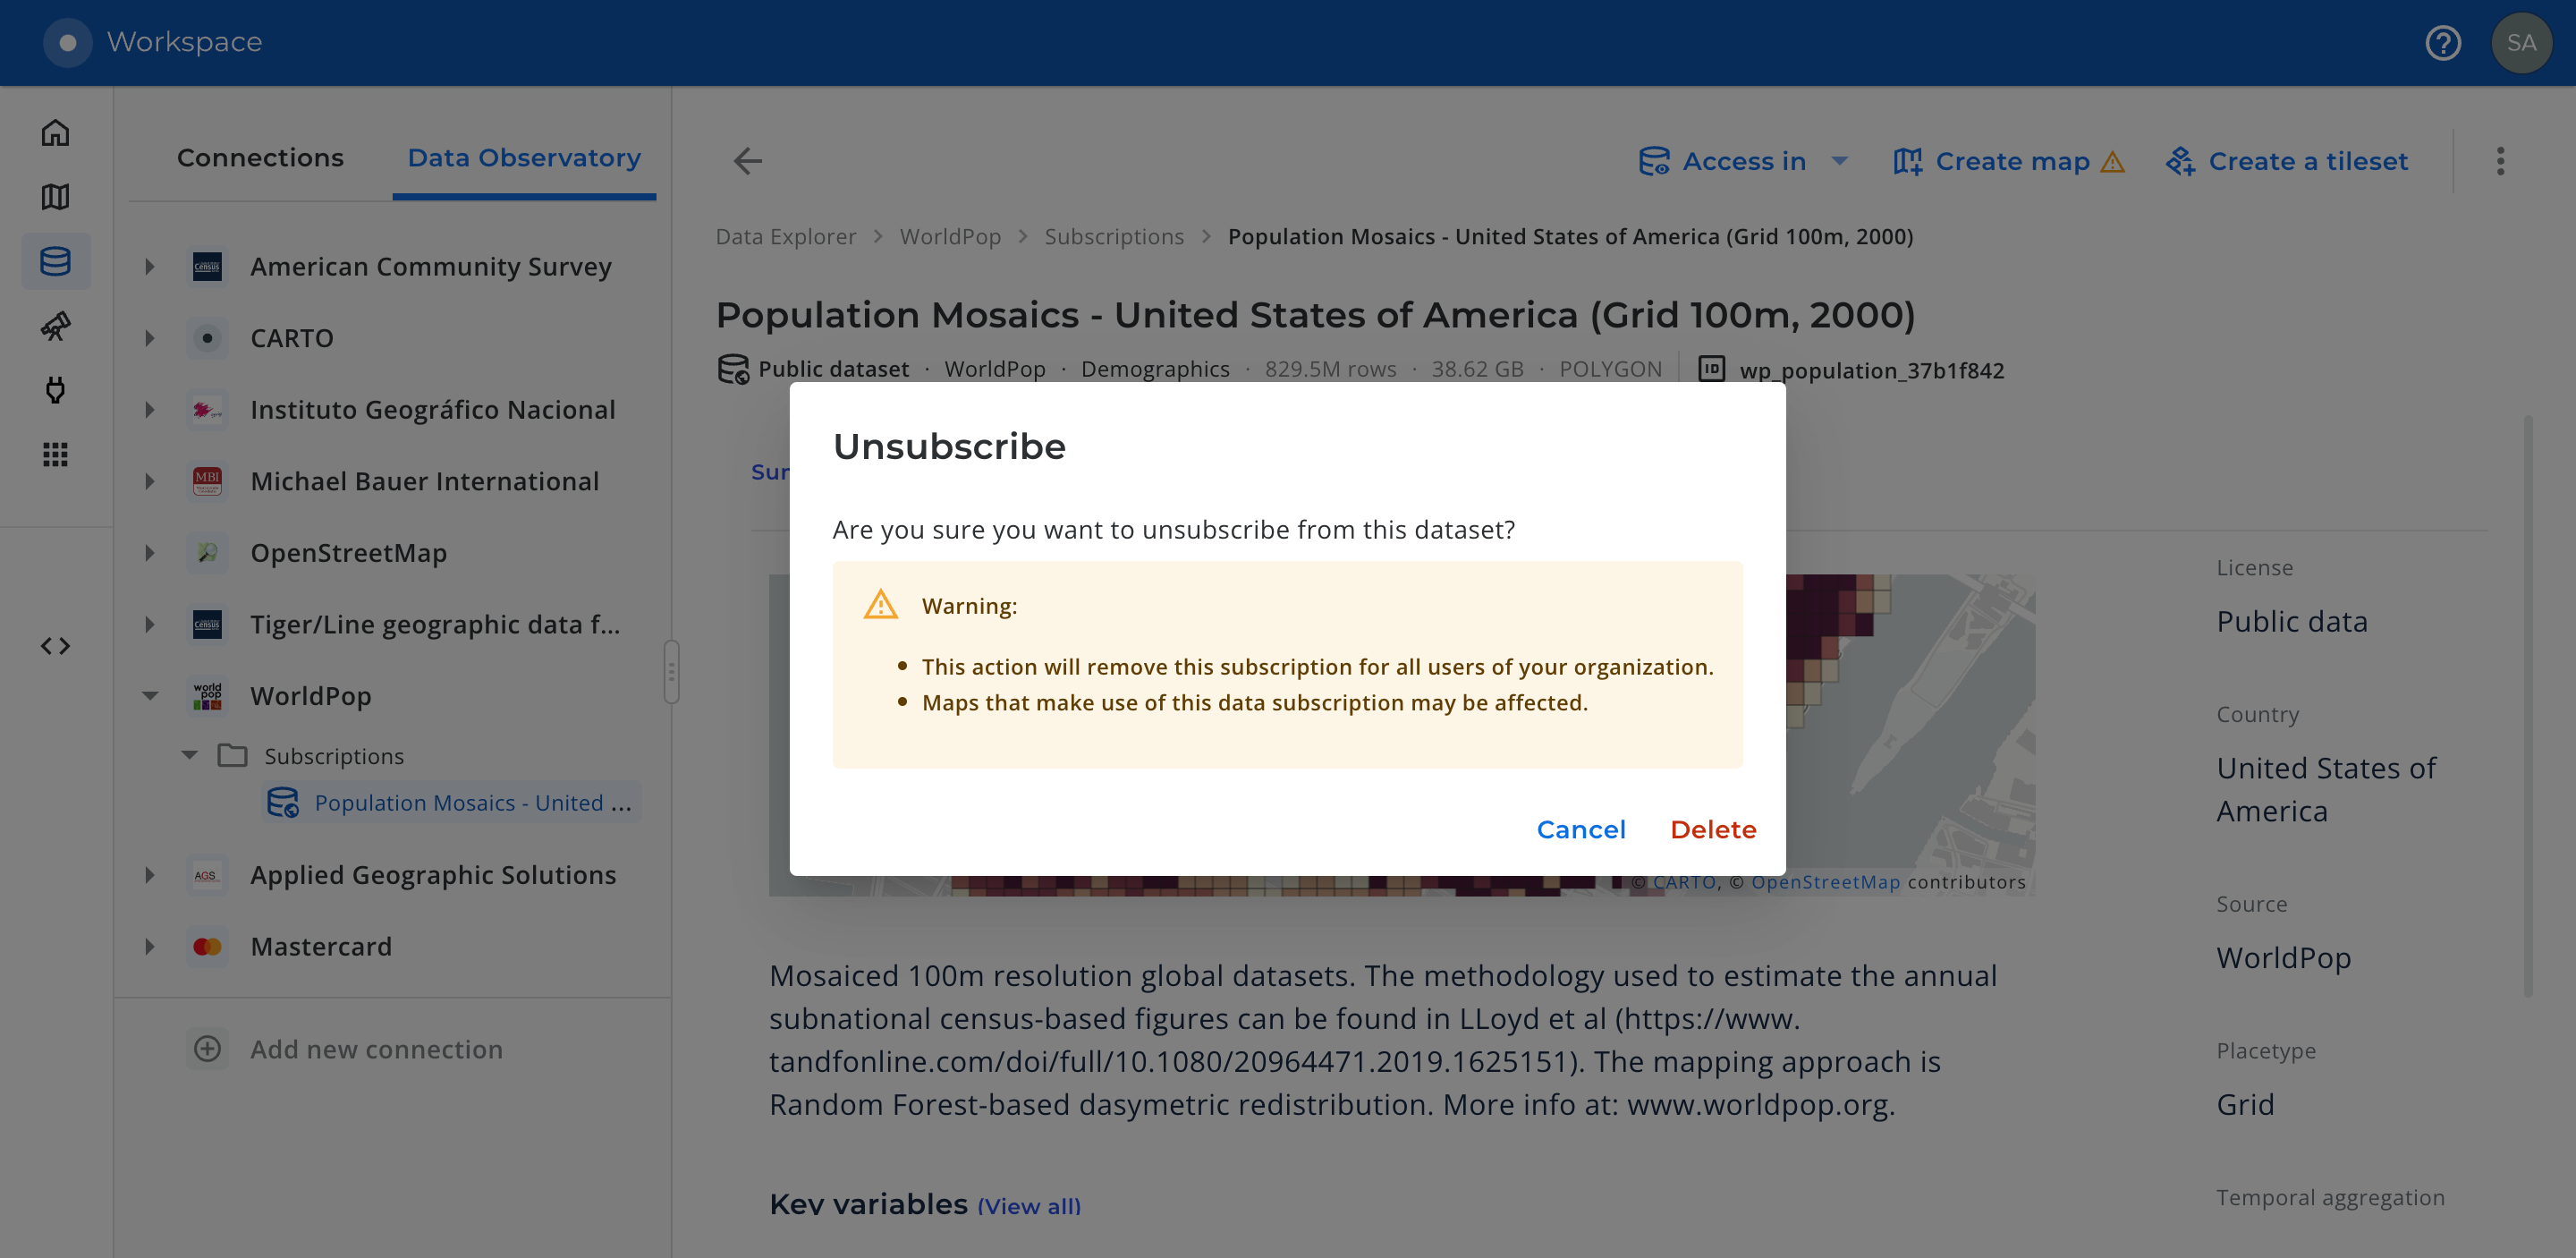 Workspace
SA
Connections
Data Observatory
American Community Survey
CARTO
Instituto Geográfico Nacional
MBI
Michael Bauer International
OpenStreetMap
Census
Tiger/Line geographic data f...
world pop
WorldPop
Subscriptions
Population Mosaics - United ...
AGS
Applied Geographic Solutions
Mastercard
Add new connection
Access in
Create map
Create a tileset
Data Explorer > WorldPop > Subscriptions > Population Mosaics - United States of America (Grid 100m, 2000)
Population Mosaics - United States of America (Grid 100m, 2000)
Public dataset · WorldPop · Demographics · 829.5M rows · 38.62 GB · POLYGON
ID wp_population_37b1f842
Sur
Unsubscribe
Are you sure you want to unsubscribe from this dataset?
Warning:
• This action will remove this subscription for all users of your organization.
• Maps that make use of this data subscription may be affected.
Cancel
Delete
© CARTO, © OpenStreetMap contributors
Mosaiced 100m resolution global datasets. The methodology used to estimate the annual
subnational census-based figures can be found in LLoyd et al (https://www.
tandfonline.com/doi/full/10.1080/20964471.2019.1625151). The mapping approach is
Random Forest-based dasymetric redistribution. More info at: www.worldpop.org.
Key variables (View all)
License
Public data
Country
United States of
America
Source
WorldPop
Placetype
Grid
Temporal aggregation